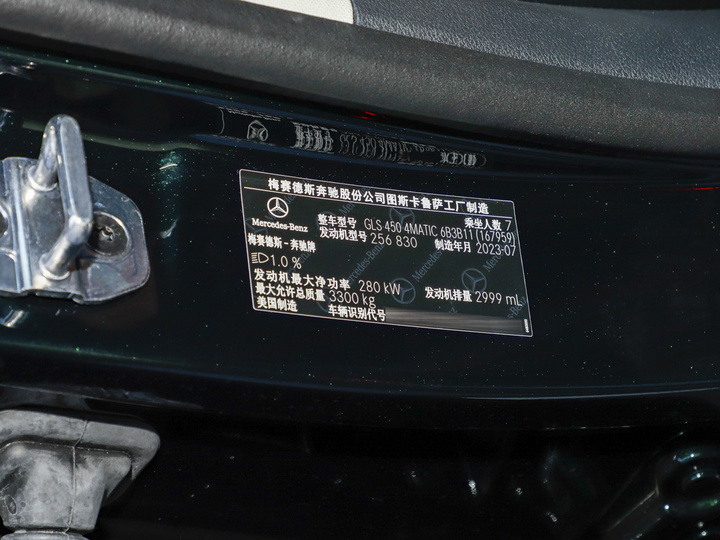 梅赛德斯奔驰股份公司图斯卡鲁萨工厂制造
Mercedes-Benz
整车型号 GLS 450 4MATIC 6B3B11(167959) 乘坐人数 7
梅赛德斯-奔驰牌 发动机型号 256 830 制造年月 2023-07
1.0 %
发动机最大净功率 280 kW 发动机排量 2999 mL
最大允许总质量 3300 kg
美国制造 车辆识别代号